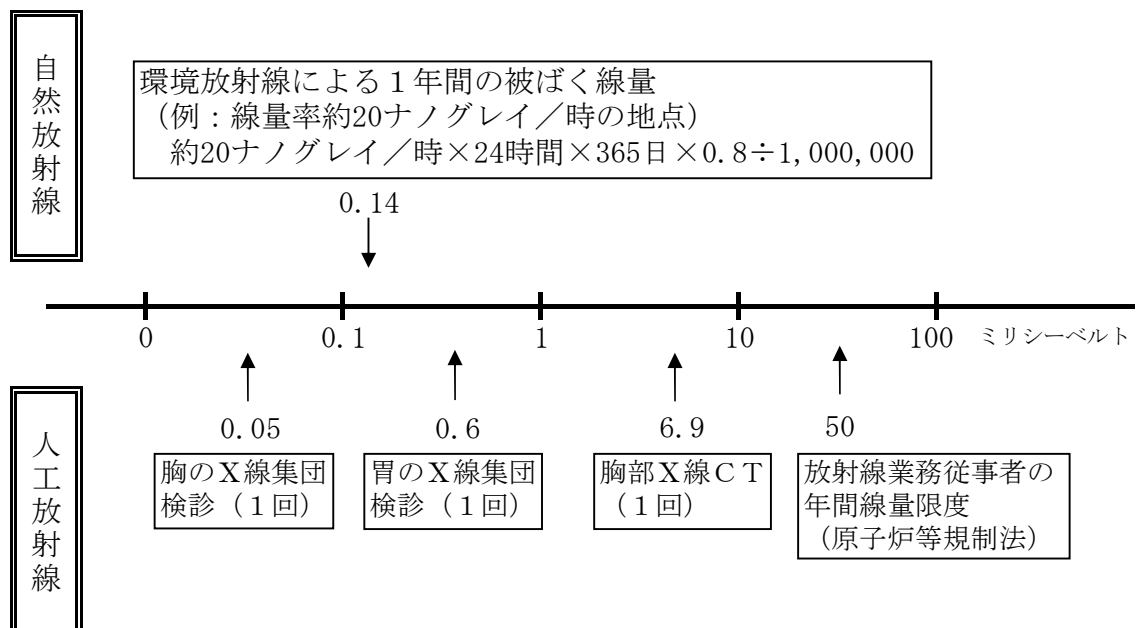 自然放射線
環境放射線による１年間の被ばく線量
（例：線量率約20ナノグレイ／時の地点）
約20ナノグレイ／時×24時間×365日×0.8÷1,000,000
0.14
0 0.1 1 10 100 ミリシーベルト
人工放射線
0.05 0.6 6.9 50
胸のＸ線集団
検診（１回）
胃のＸ線集団
検診（１回）
胸部Ｘ線ＣＴ
（１回）
放射線業務従事者の
年間線量限度
（原子炉等規制法）